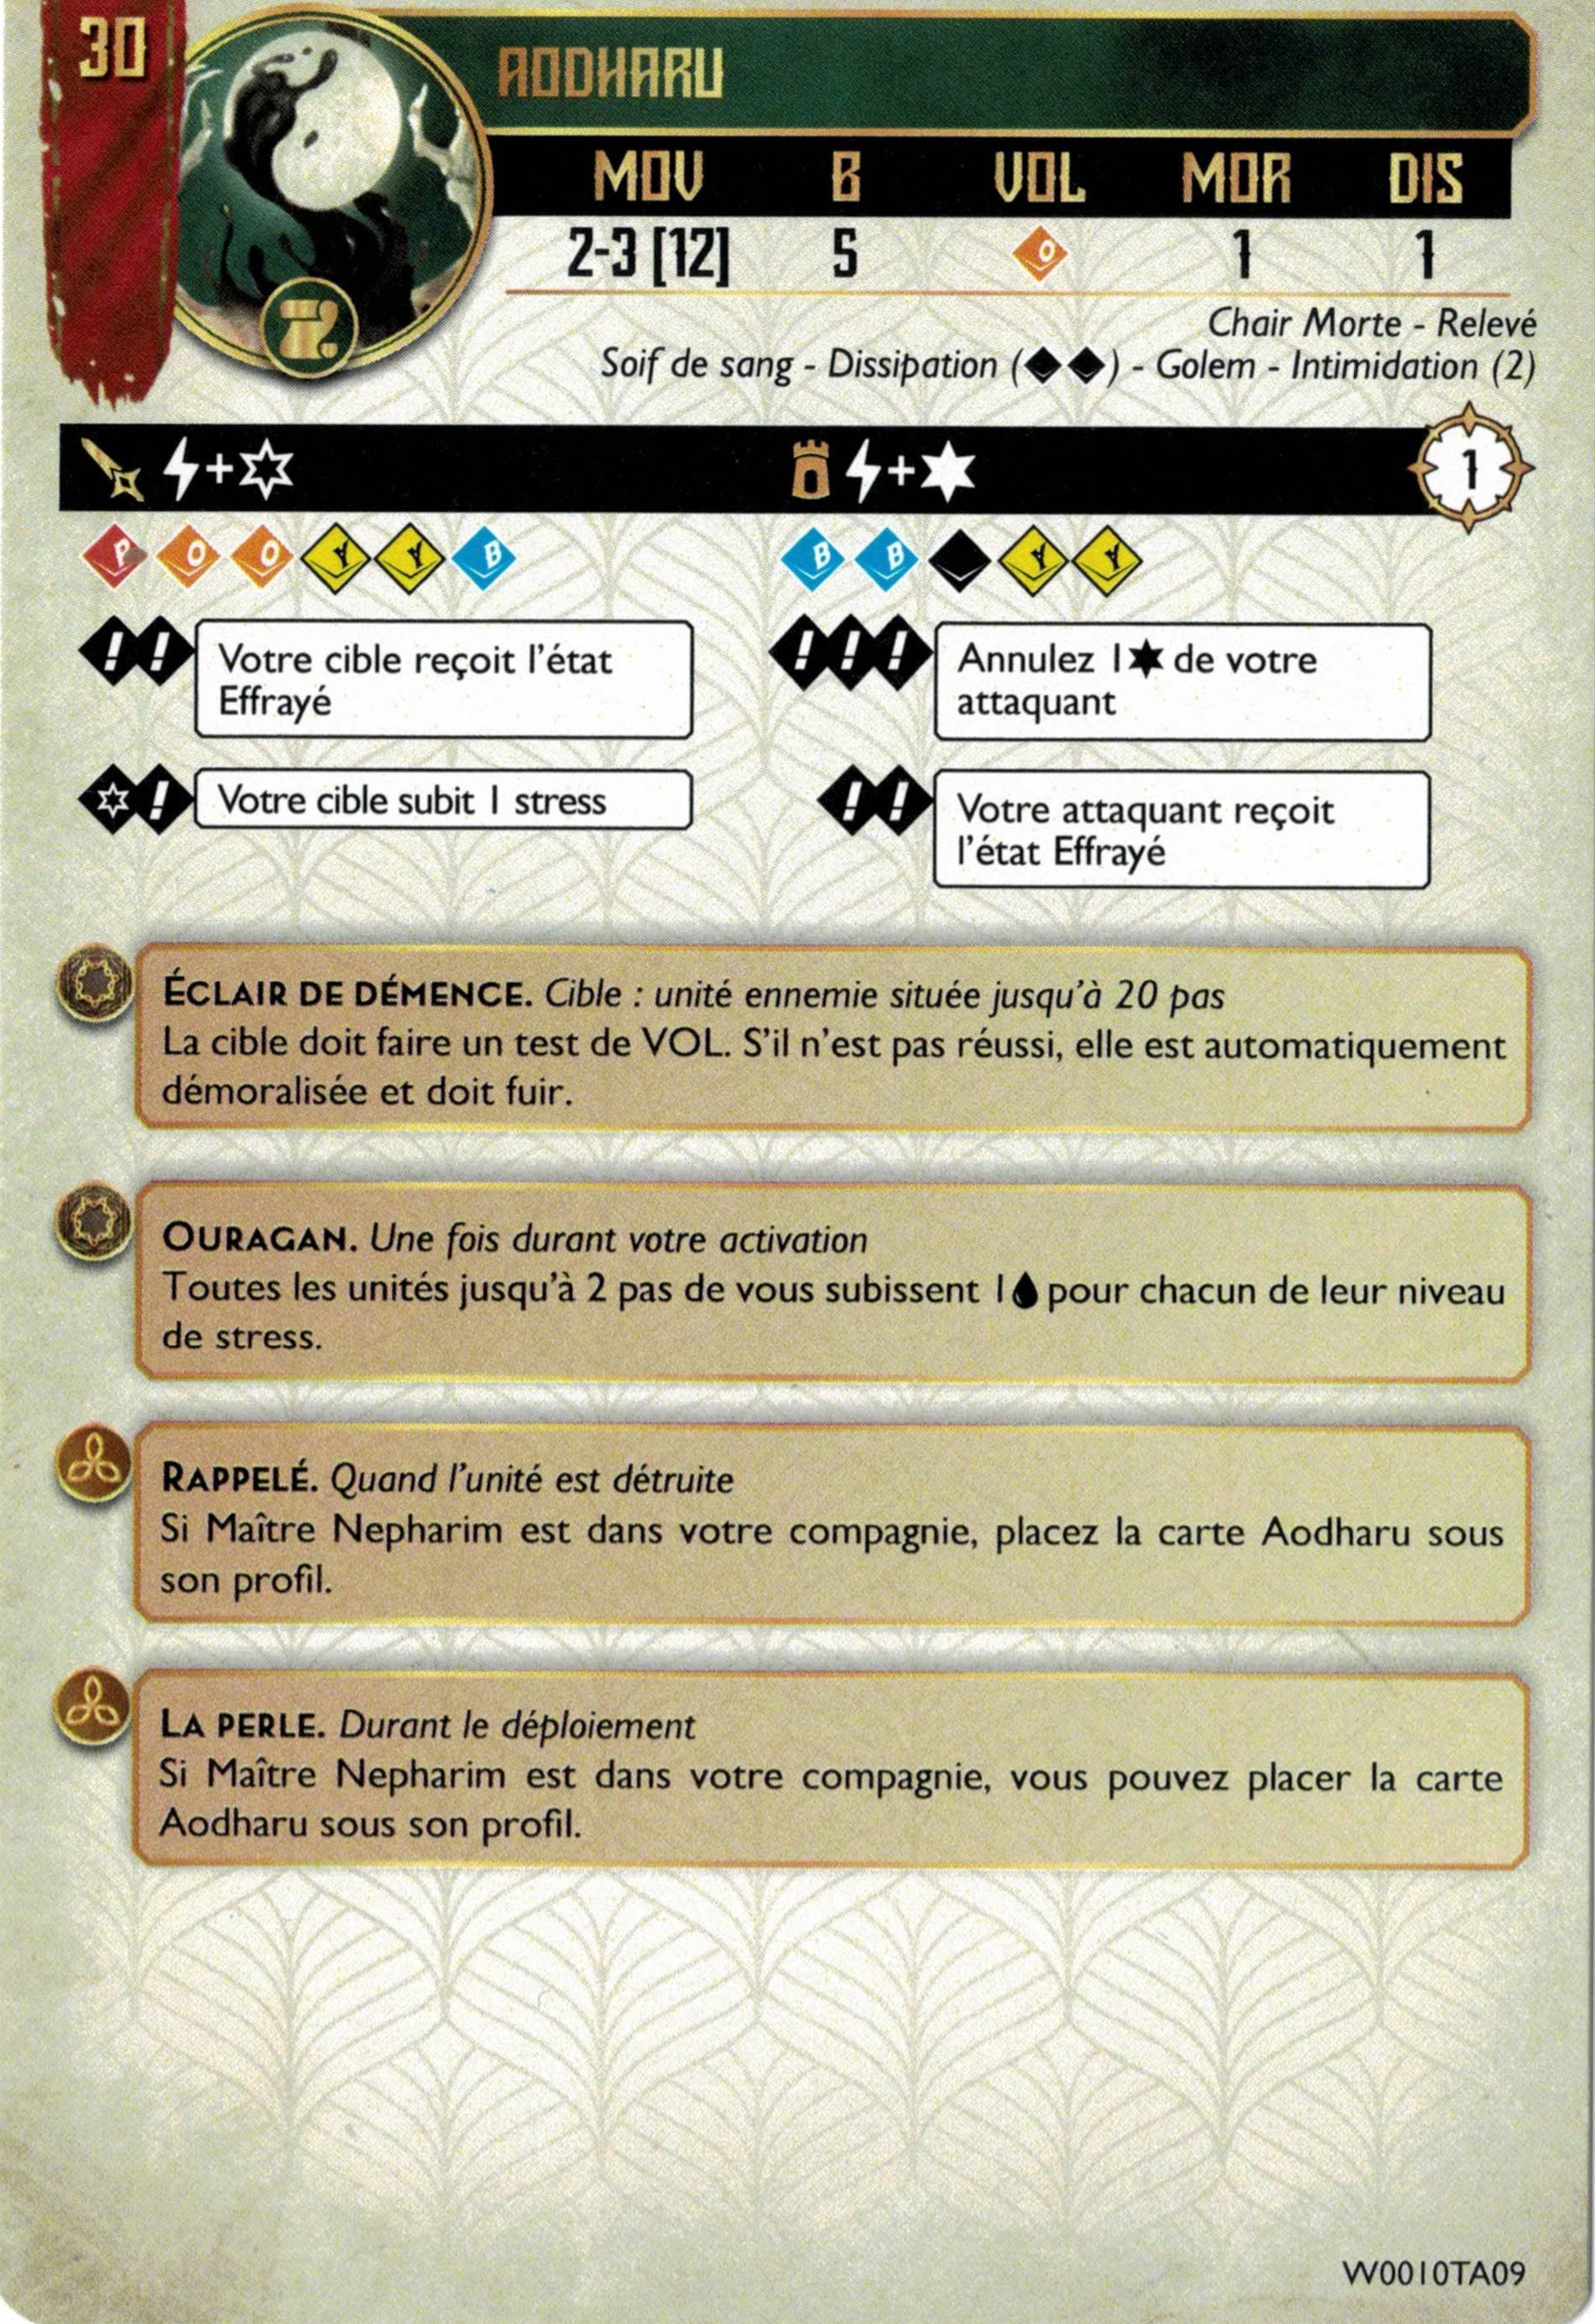 30
AODHARU
MOV B VOL MOR DIS
2-3 [12] 5 O 1 1
Chair Morte - Relevé
Soif de sang - Dissipation (◆◆) - Golem - Intimidation (2)
+ + 1
P O O Y Y B B B Y Y
!! Votre cible reçoit l'état
Effrayé
!!! Annulez 1★ de votre
attaquant
! Votre cible subit 1 stress
!! Votre attaquant reçoit
l'état Effrayé
ÉCLAIR DE DÉMENCE. Cible : unité ennemie située jusqu'à 20 pas
La cible doit faire un test de VOL. S'il n'est pas réussi, elle est automatiquement
démoralisée et doit fuir.
OURAGAN. Une fois durant votre activation
Toutes les unités jusqu'à 2 pas de vous subissent 1 pour chacun de leur niveau
de stress.
RAPPELÉ. Quand l'unité est détruite
Si Maître Nepharim est dans votre compagnie, placez la carte Aodharu sous
son profil.
LA PERLE. Durant le déploiement
Si Maître Nepharim est dans votre compagnie, vous pouvez placer la carte
Aodharu sous son profil.
W0010TA09